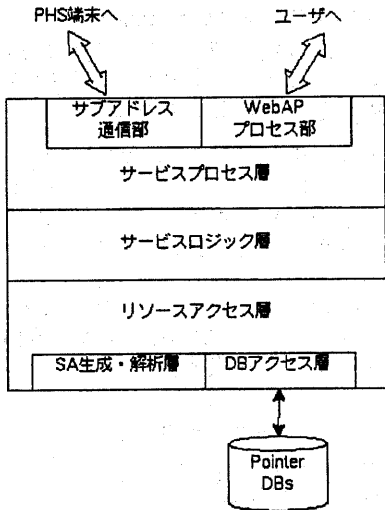 PHS端末へ
ユーザへ
サブアドレス
通信部
WebAP
プロセス部
サービスプロセス層
サービスロジック層
リソースアクセス層
SA生成・解析層
DBアクセス層
Pointer
DBs